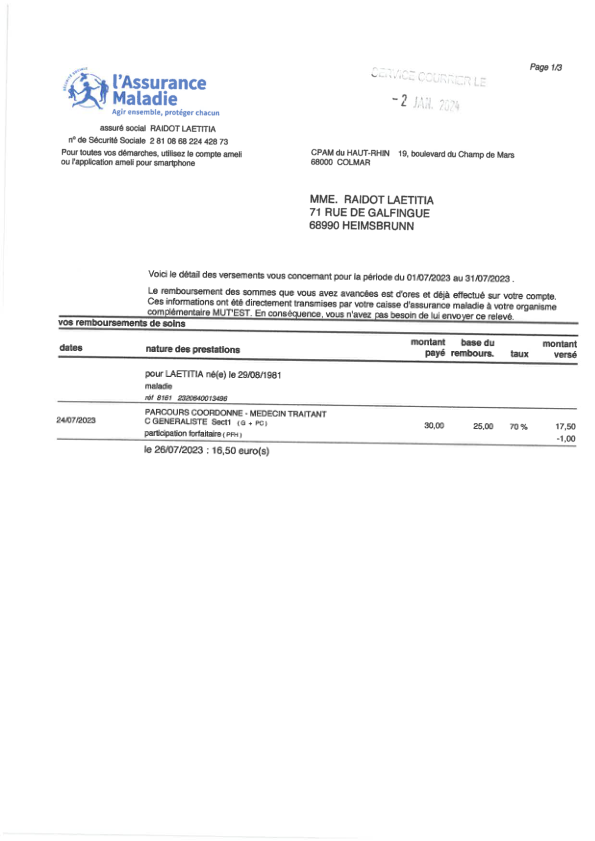 Page 1/3
SERVICE COURRIER LE
- 2 JAN. 2024
SÉCURITÉ SOCIALE
l'Assurance
Maladie
Agir ensemble, protéger chacun
assuré social RAIDOT LAETITIA
n° de Sécurité Sociale 2 81 08 68 224 428 73
Pour toutes vos démarches, utilisez le compte ameli
ou l'application ameli pour smartphone
CPAM du HAUT-RHIN 19, boulevard du Champ de Mars
68000 COLMAR
MME. RAIDOT LAETITIA
71 RUE DE GALFINGUE
68990 HEIMSBRUNN
Voici le détail des versements vous concernant pour la période du 01/07/2023 au 31/07/2023 .
Le remboursement des sommes que vous avez avancées est d'ores et déjà effectué sur votre compte.
Ces informations ont été directement transmises par votre caisse d'assurance maladie à votre organisme
complémentaire MUT'EST. En conséquence, vous n'avez pas besoin de lui envoyer ce relevé.
vos remboursements de soins
dates nature des prestations montant payé base du rembours. taux montant versé
pour LAETITIA né(e) le 29/08/1981
maladie
réf 8161 2320640013486
24/07/2023 PARCOURS COORDONNE - MEDECIN TRAITANT
C GENERALISTE Sect1 ( G + PC ) 30,00 25,00 70 % 17,50
participation forfaitaire ( PFH ) -1,00
le 26/07/2023 : 16,50 euro(s)